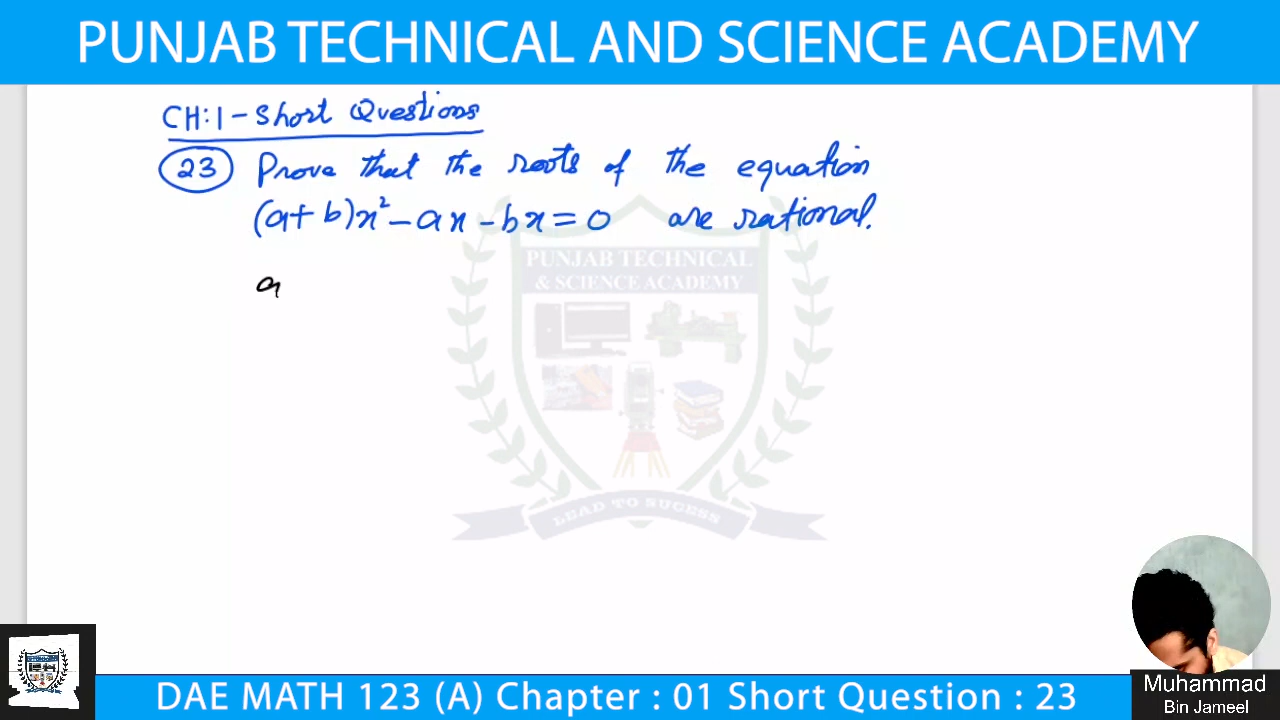 PUNJAB TECHNICAL AND SCIENCE ACADEMY
CH:1 - Short Questions
23 Prove that the roots of the equation
(a+b)x² - ax - bx = 0 are rational.
a
PUNJAB TECHNICAL
& SCIENCE ACADEMY
LEAD TO SUCESS
DAE MATH 123 (A) Chapter : 01 Short Question : 23
Muhammad
Bin Jameel